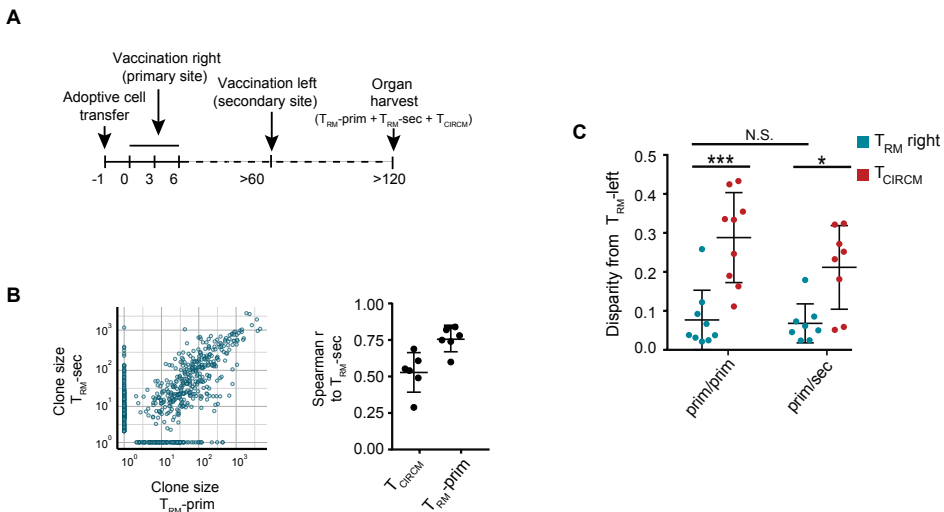 A
Vaccination right
(primary site)
Adoptive cell
transfer
Vaccination left
(secondary site)
Organ
harvest
(TRM-prim + TRM-sec + TCIRCM)
-1 0 3 6 >60 >120
B
Clone size
TRM-sec
10³
10²
10¹
10⁰
10⁰ 10¹ 10² 10³
Clone size
TRM-prim
Spearman r
to TRM-sec
1.00
0.75
0.50
0.25
0.00
TCIRCM
TRM-prim
C
N.S.
TRM right
TCIRCM
*** *
Disparity from TRM-left
0.5
0.4
0.3
0.2
0.1
0.0
prim/prim
prim/sec